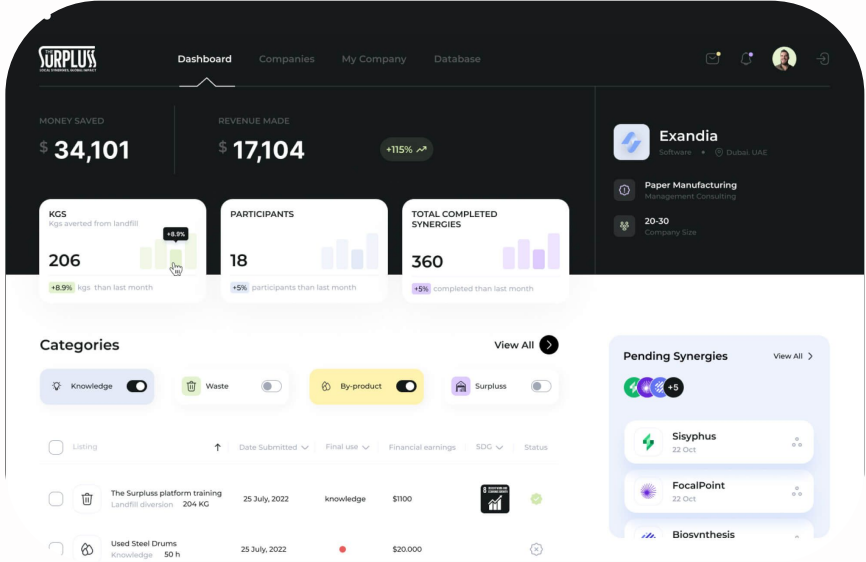 THE
SURPLUSS
LOCAL SYNERGIES, GLOBAL IMPACT
Dashboard
Companies
My Company
Database
MONEY SAVED
$ 34,101
REVENUE MADE
$ 17,104
+115%
Exandia
Software • Dubai, UAE
Paper Manufacturing
Management Consulting
20-30
Company Size
KGS
Kgs averted from landfill
+8.9%
206
+8.9% kgs than last month
PARTICIPANTS
18
+5% participants than last month
TOTAL COMPLETED
SYNERGIES
360
+5% completed than last month
Categories
View All
Knowledge
Waste
By-product
Surpluss
Listing
Date Submitted
Final use
Financial earnings
SDG
Status
The Surpluss platform training
Landfill diversion 204 KG
25 July, 2022
knowledge
$1100
8
Used Steel Drums
Knowledge 50 h
25 July, 2022
$20.000
Pending Synergies
View All
+5
Sisyphus
22 Oct
FocalPoint
22 Oct
Biosynthesis